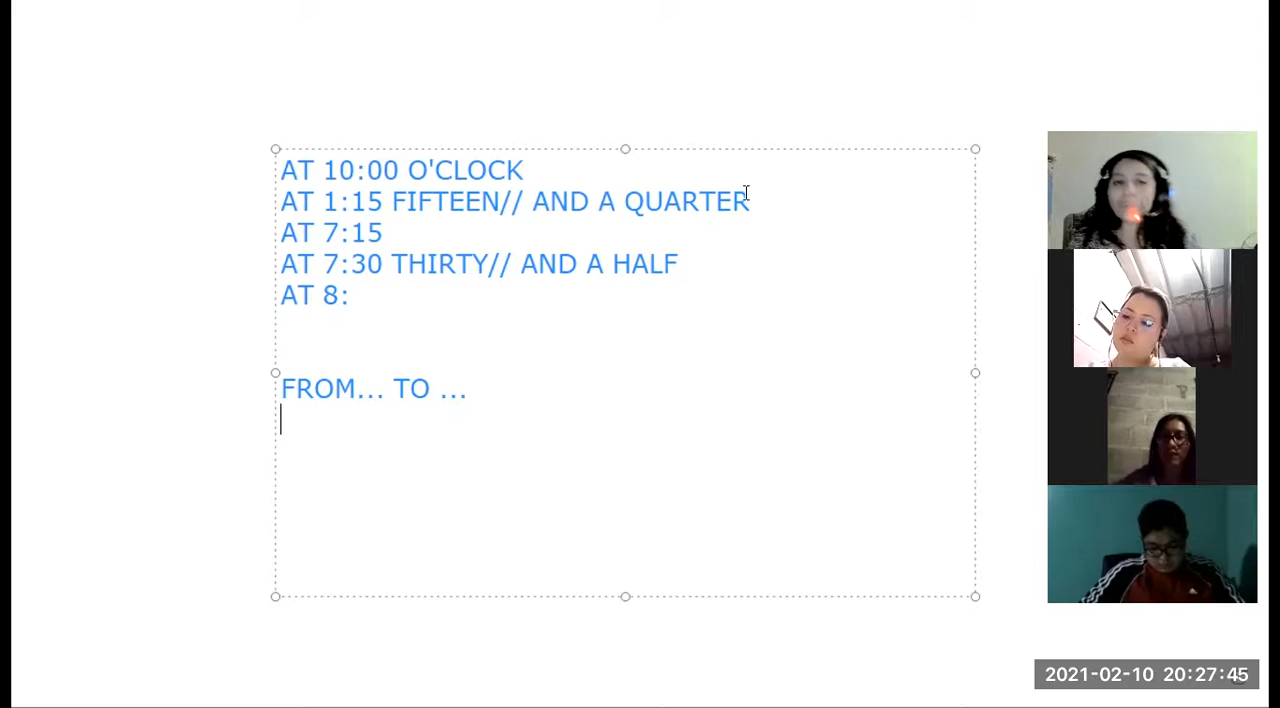 AT 10:00 O'CLOCK
AT 1:15 FIFTEEN// AND A QUARTER
AT 7:15
AT 7:30 THIRTY// AND A HALF
AT 8:
FROM... TO ...
2021-02-10 20:27:45